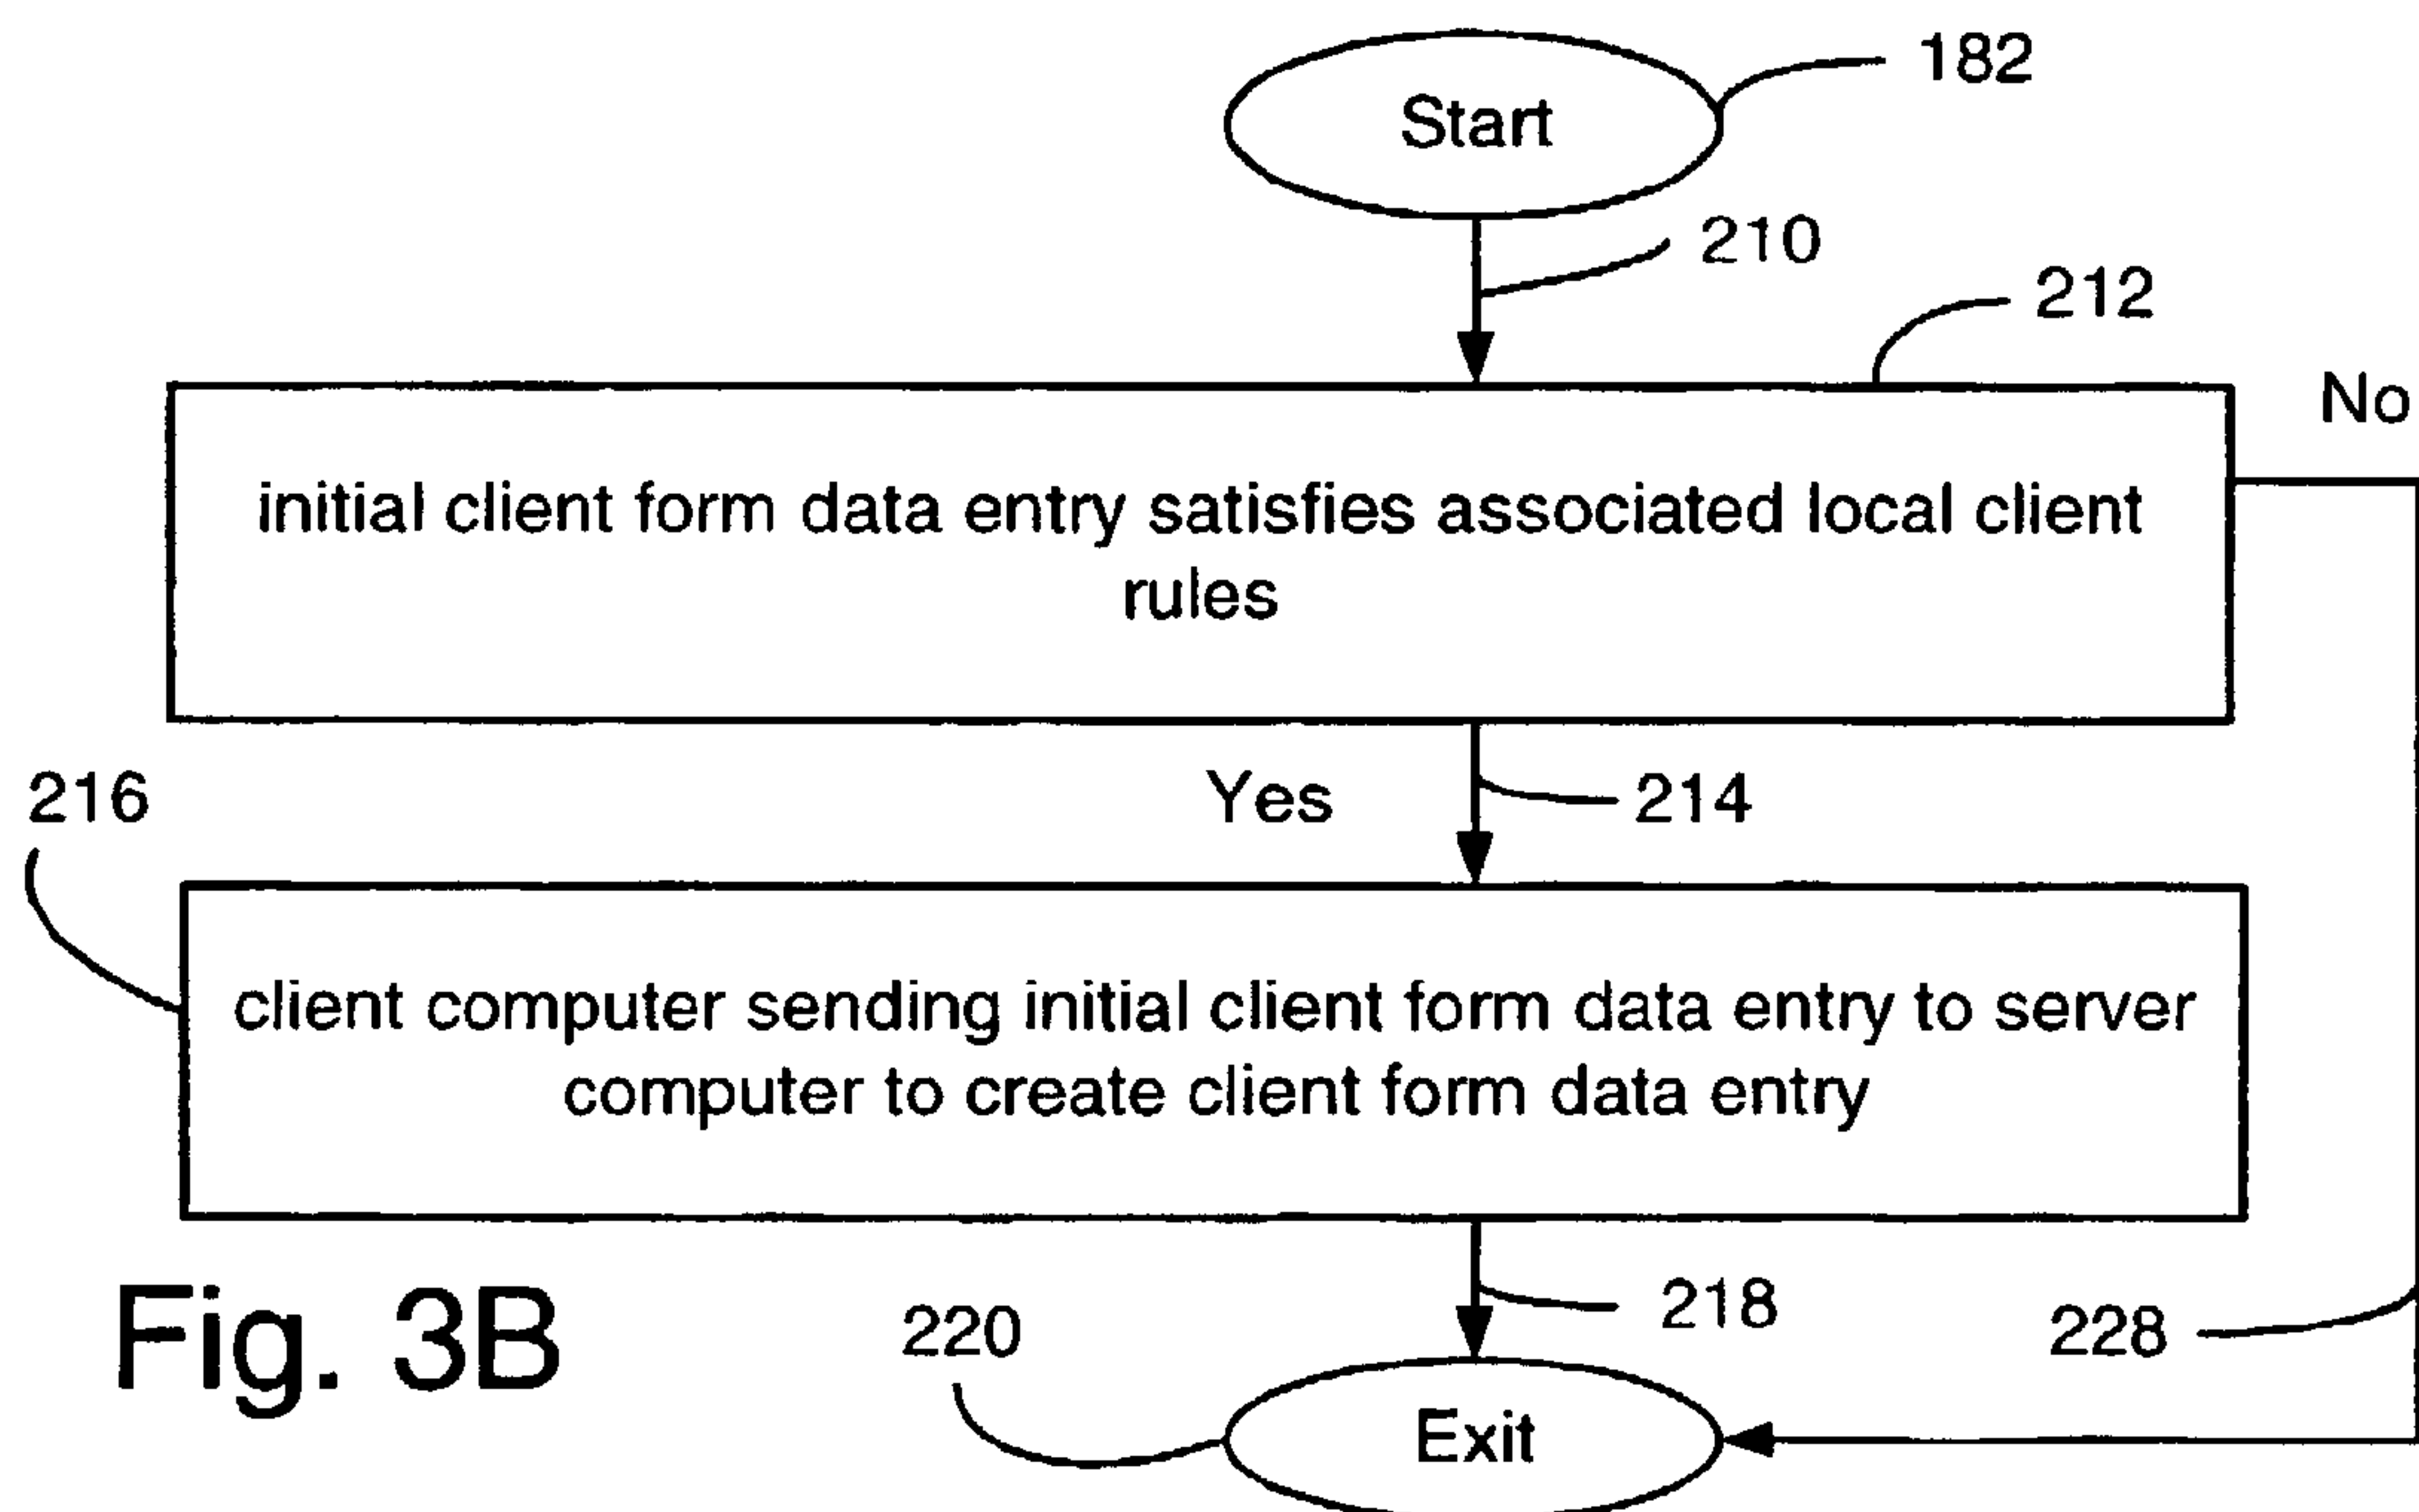 182
Start
210
212
No
initial client form data entry satisfies associated local client
rules
216
Yes
214
client computer sending initial client form data entry to server
computer to create client form data entry
Fig. 3B
220
218
228
Exit